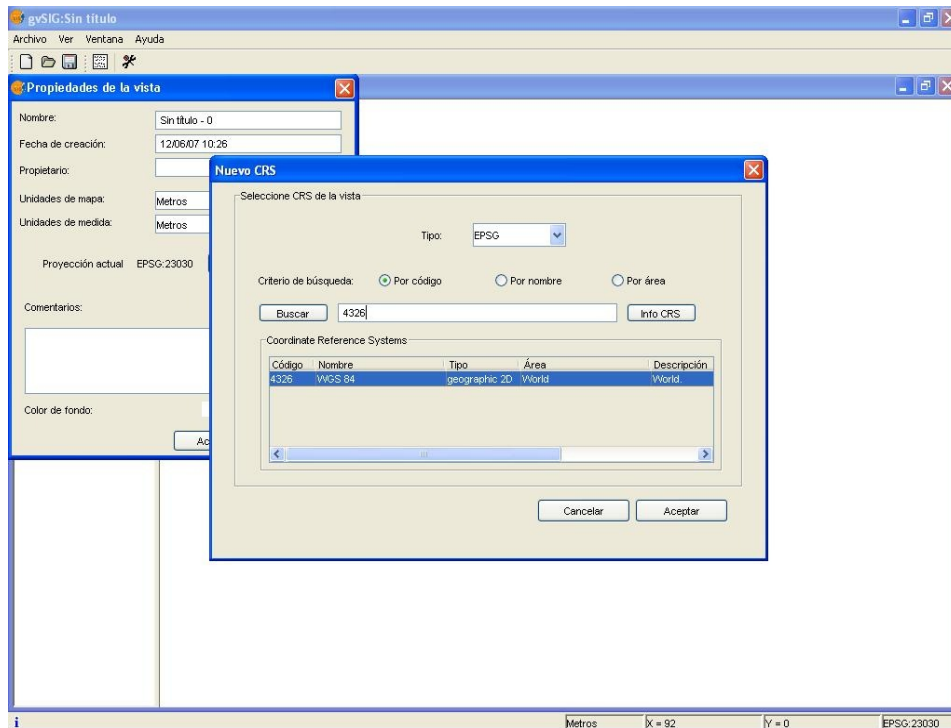 gvSIG:Sin título
Archivo Ver Ventana Ayuda
Propiedades de la vista
Nombre: Sin título - 0
Fecha de creación: 12/06/07 10:26
Propietario:
Unidades de mapa: Metros
Unidades de medida: Metros
Proyección actual EPSG:23030
Comentarios:
Color de fondo:
Ac
Nuevo CRS
Seleccione CRS de la vista
Tipo: EPSG
Criterio de búsqueda: Por código Por nombre Por área
Buscar 4326 Info CRS
Coordinate Reference Systems
Código Nombre Tipo Área Descripción
4326 WGS 84 geographic 2D World World.
Cancelar Aceptar
i Metros X = 92 Y = 0 EPSG:23030